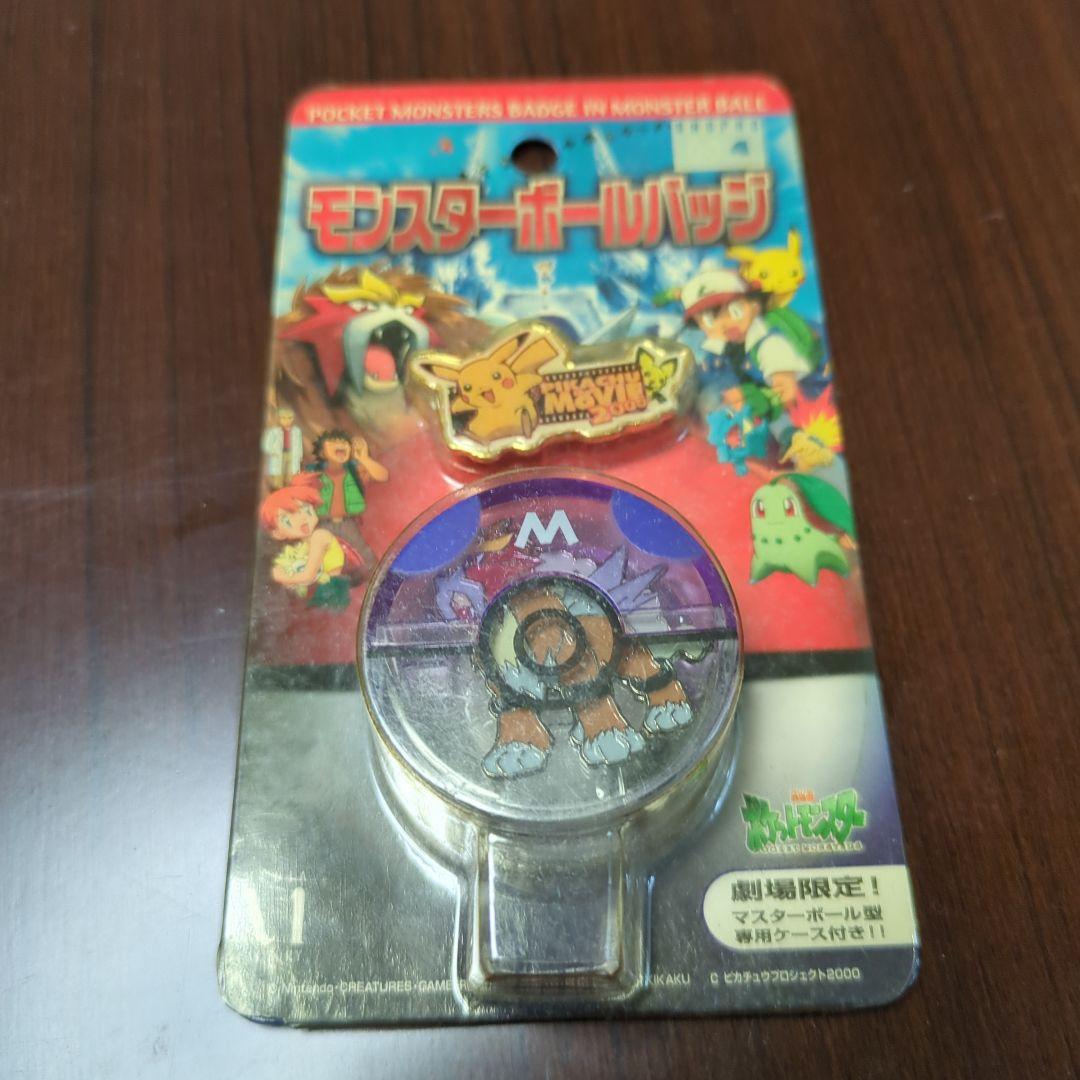 POCKET MONSTERS BADGE IN MONSTER BALL
4
モンスターボールバッジ
PIKACHU
MOVIE
2000
M
劇場版
ポケットモンスター
POCKET MONSTERS
劇場限定!
マスターボール型
専用ケース付き!!
A1
© Nintendo・CREATURES・GAME
KIKAKU
© ピカチュウプロジェクト2000